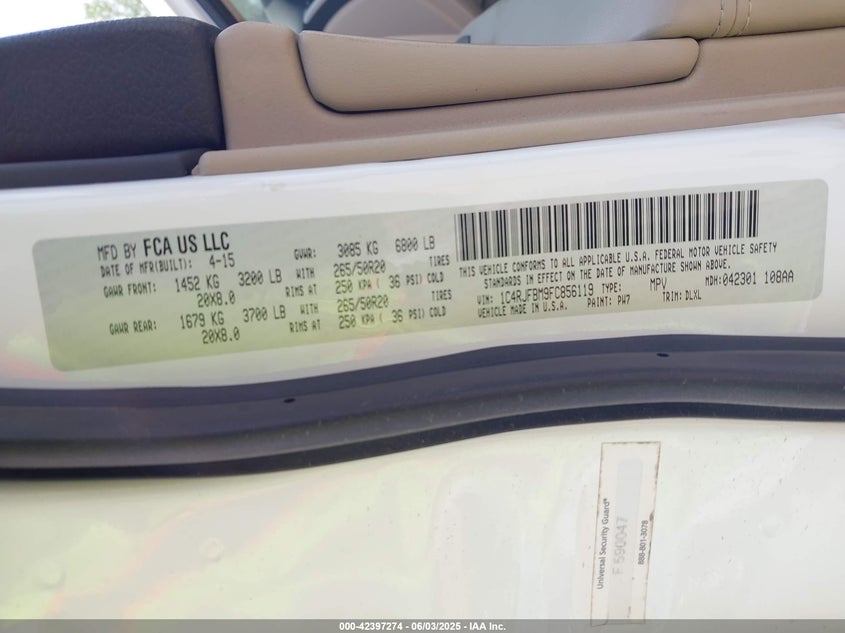 MFD BY FCA US LLC
DATE OF MFR(BUILT): 4-15
GVWR: 3085 KG 6800 LB
GAWR FRONT: 1452 KG 3200 LB WITH 265/50R20 TIRES
20X8.0 RIMS AT 250 KPA ( 36 PSI) COLD
GAWR REAR: 1679 KG 3700 LB WITH 265/50R20 TIRES
20X8.0 RIMS AT 250 KPA ( 36 PSI) COLD
THIS VEHICLE CONFORMS TO ALL APPLICABLE U.S.A. FEDERAL MOTOR VEHICLE SAFETY
STANDARDS IN EFFECT ON THE DATE OF MANUFACTURE SHOWN ABOVE.
VIN: 1C4RJFBM9FC856119 TYPE: MPV MDH: 042301 108AA
VEHICLE MADE IN U.S.A. PAINT: PW7 TRIM: DLXL
Universal Security Guard®
F 590047
888-801-3078
000-42397274 | 06/03/2025 - IAA Inc.